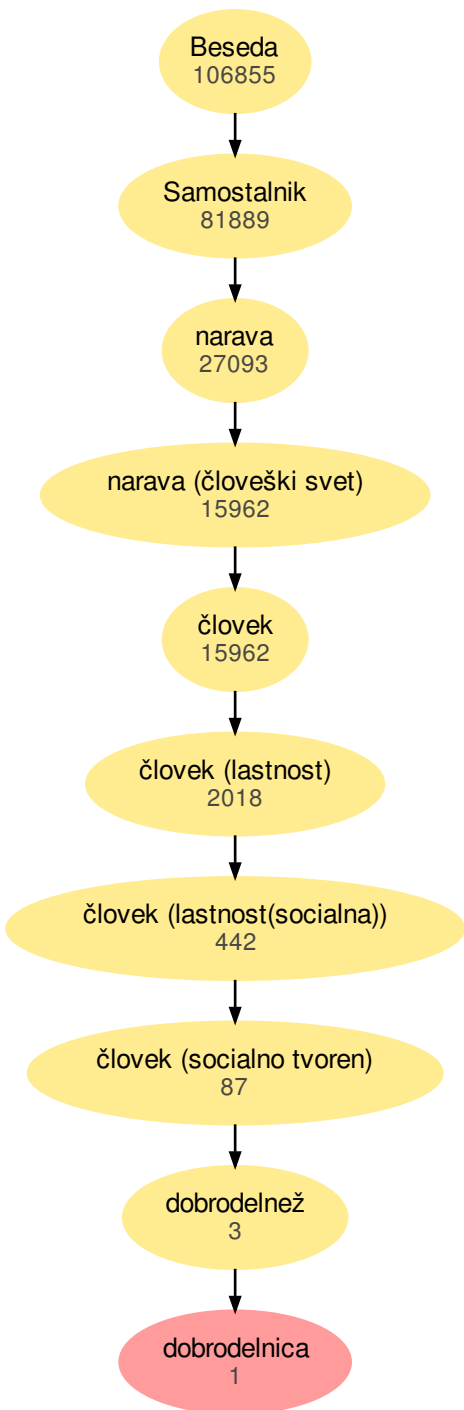 Beseda
106855
Samostalnik
81889
narava
27093
narava (človeški svet)
15962
človek
15962
človek (lastnost)
2018
človek (lastnost(socialna))
442
človek (socialno tvoren)
87
dobrodelnež
3
dobrodelnica
1